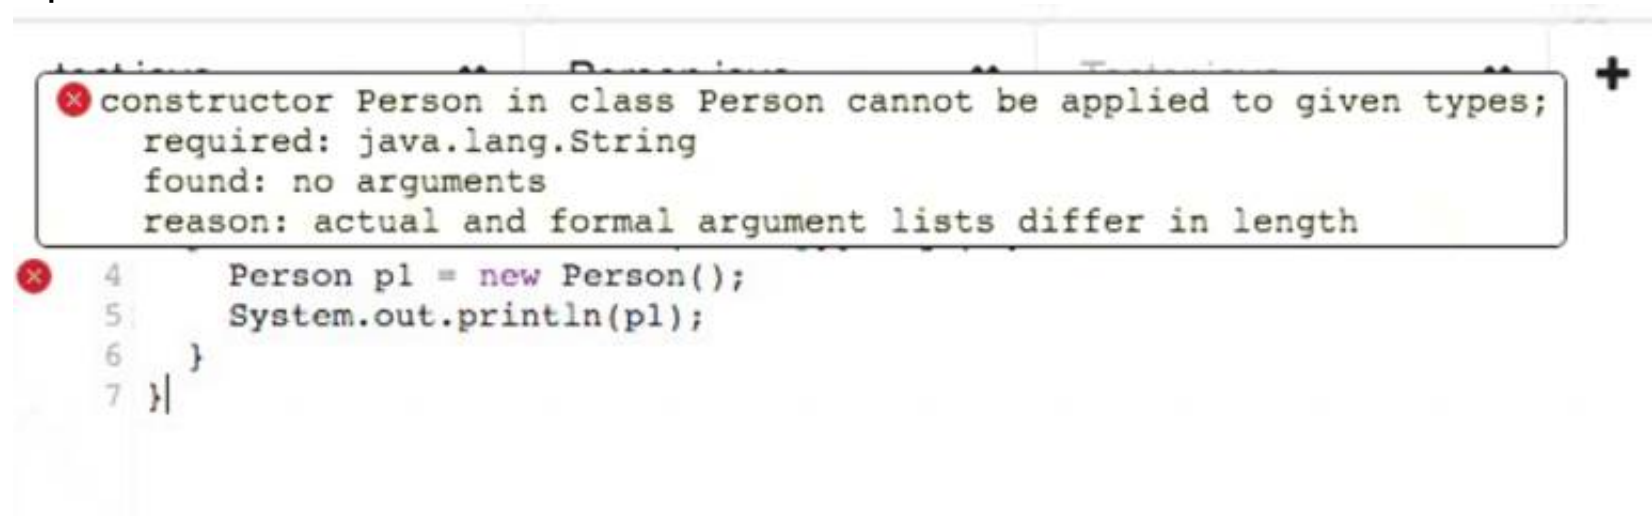 constructor Person in class Person cannot be applied to given types;
required: java.lang.String
found: no arguments
reason: actual and formal argument lists differ in length
4 Person p1 = new Person();
5 System.out.println(p1);
6 }
7 }